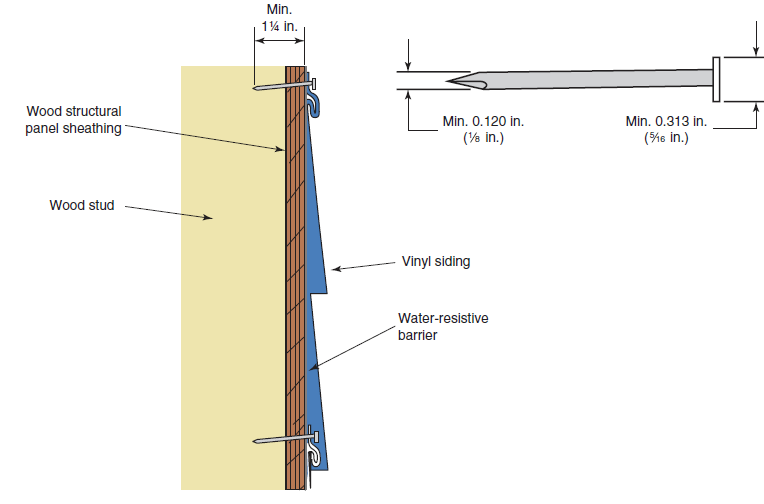 Min.
1¼ in.
Wood structural
panel sheathing
Wood stud
Vinyl siding
Water-resistive
barrier
Min. 0.120 in.
(⅛ in.)
Min. 0.313 in.
(5⁄16 in.)